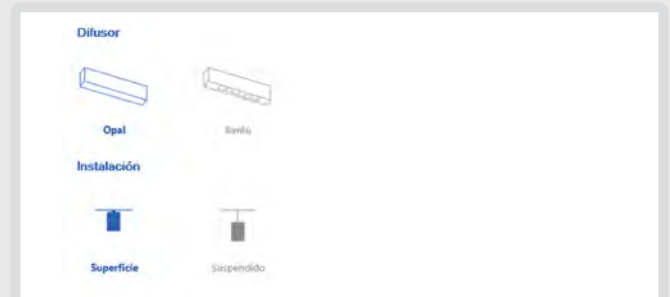 Difusor
Opal
Instalación
Superficie
Suspendido